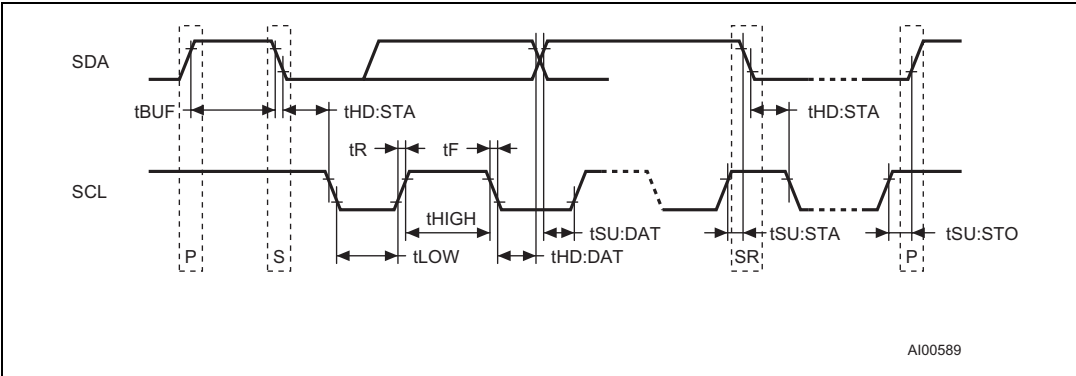 SDA
tBUF
tHD:STA
tHD:STA
tR
tF
SCL
tHIGH
tSU:DAT
tSU:STA
tSU:STO
P
S
tLOW
tHD:DAT
SR
P
AI00589